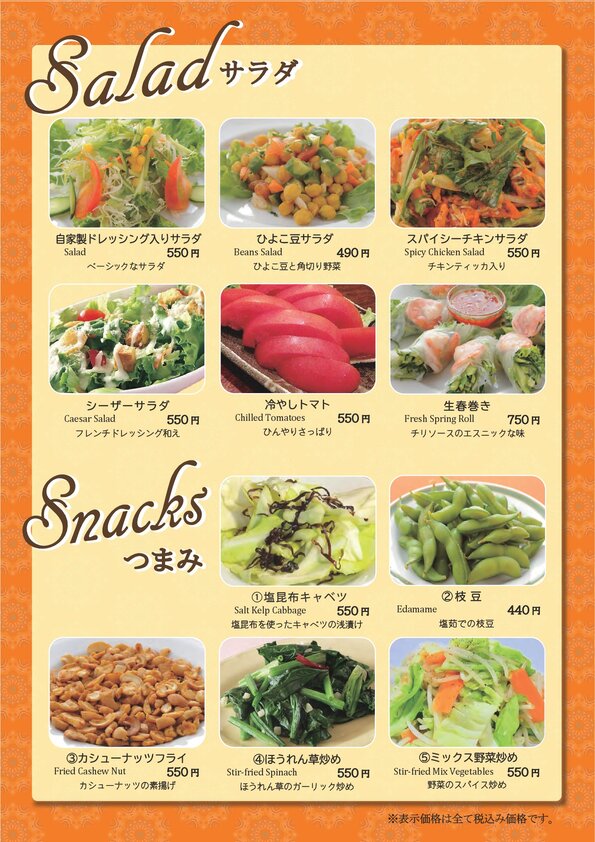 Salad サラダ
自家製ドレッシング入りサラダ
Salad 550円
ベーシックなサラダ
ひよこ豆サラダ
Beans Salad 490円
ひよこ豆と角切り野菜
スパイシーチキンサラダ
Spicy Chicken Salad 550円
チキンティッカ入り
シーザーサラダ
Caesar Salad 550円
フレンチドレッシング和え
冷やしトマト
Chilled Tomatoes 550円
ひんやりさっぱり
生春巻き
Fresh Spring Roll 750円
チリソースのエスニックな味
Snacks
つまみ
①塩昆布キャベツ
Salt Kelp Cabbage 550円
塩昆布を使ったキャベツの浅漬け
②枝豆
Edamame 440円
塩茹での枝豆
③カシューナッツフライ
Fried Cashew Nut 550円
カシューナッツの素揚げ
④ほうれん草炒め
Stir-fried Spinach 550円
ほうれん草のガーリック炒め
⑤ミックス野菜炒め
Stir-fried Mix Vegetables 550円
野菜のスパイス炒め
※表示価格は全て税込み価格です。